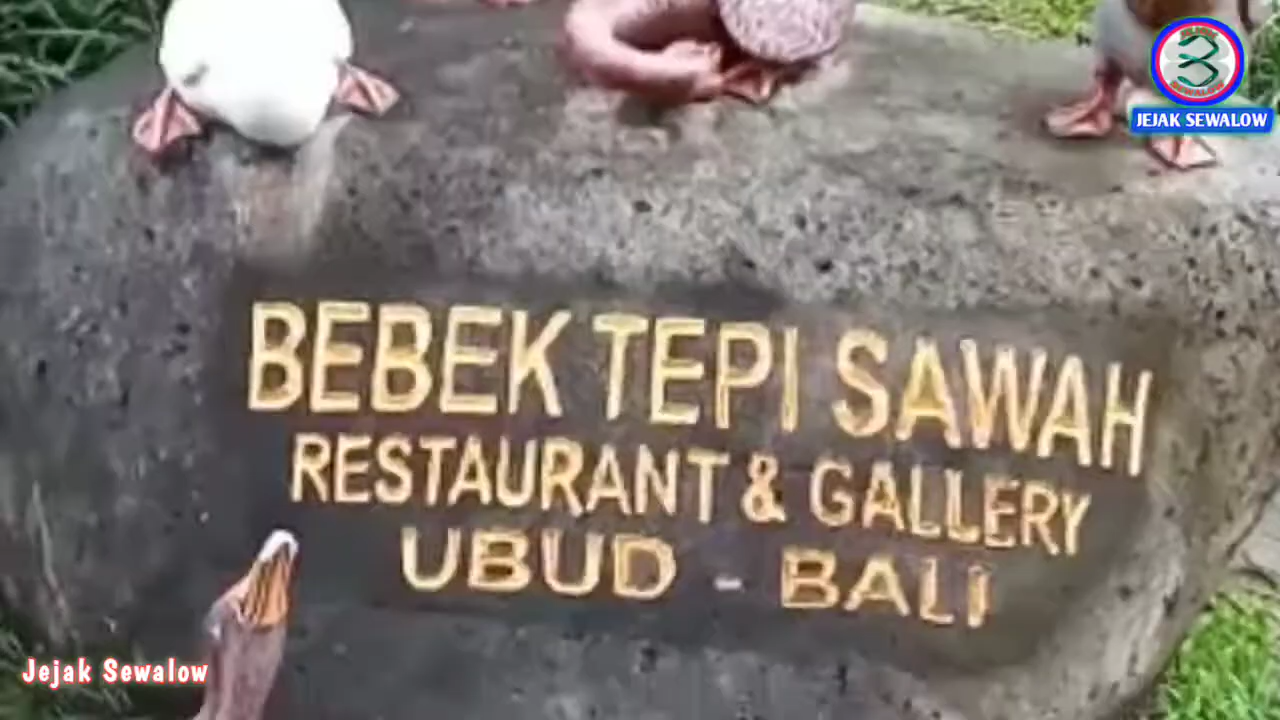 JEJAK SEWALOW
BEBEK TEPI SAWAH
RESTAURANT & GALLERY
UBUD - BALI
Jejak Sewalow